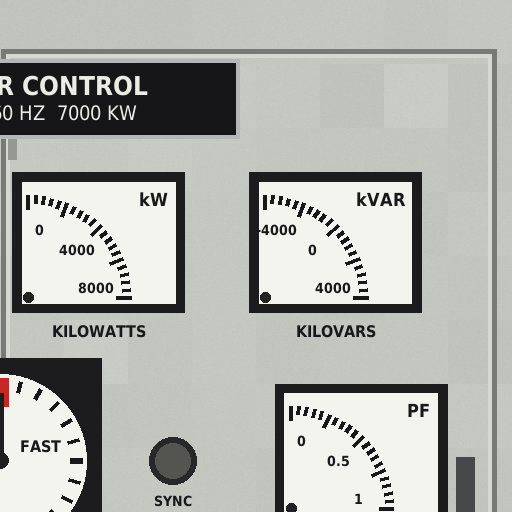 R CONTROL
60 HZ 7000 KW
kW
0
4000
8000
KILOWATTS
kVAR
-4000
0
4000
KILOVARS
FAST
SYNC
PF
0
0.5
1